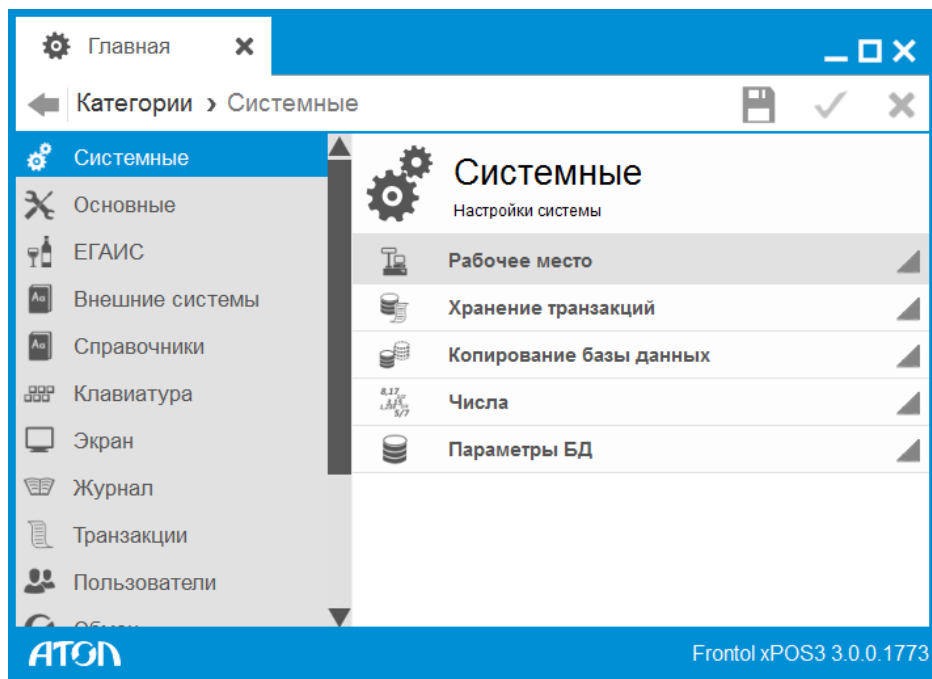 Главная
Категории › Системные
Системные
Основные
ЕГАИС
Внешние системы
Справочники
Клавиатура
Экран
Журнал
Транзакции
Пользователи
Системные
Настройки системы
Рабочее место
Хранение транзакций
Копирование базы данных
Числа
Параметры БД
ATOL
Frontol xPOS3 3.0.0.1773